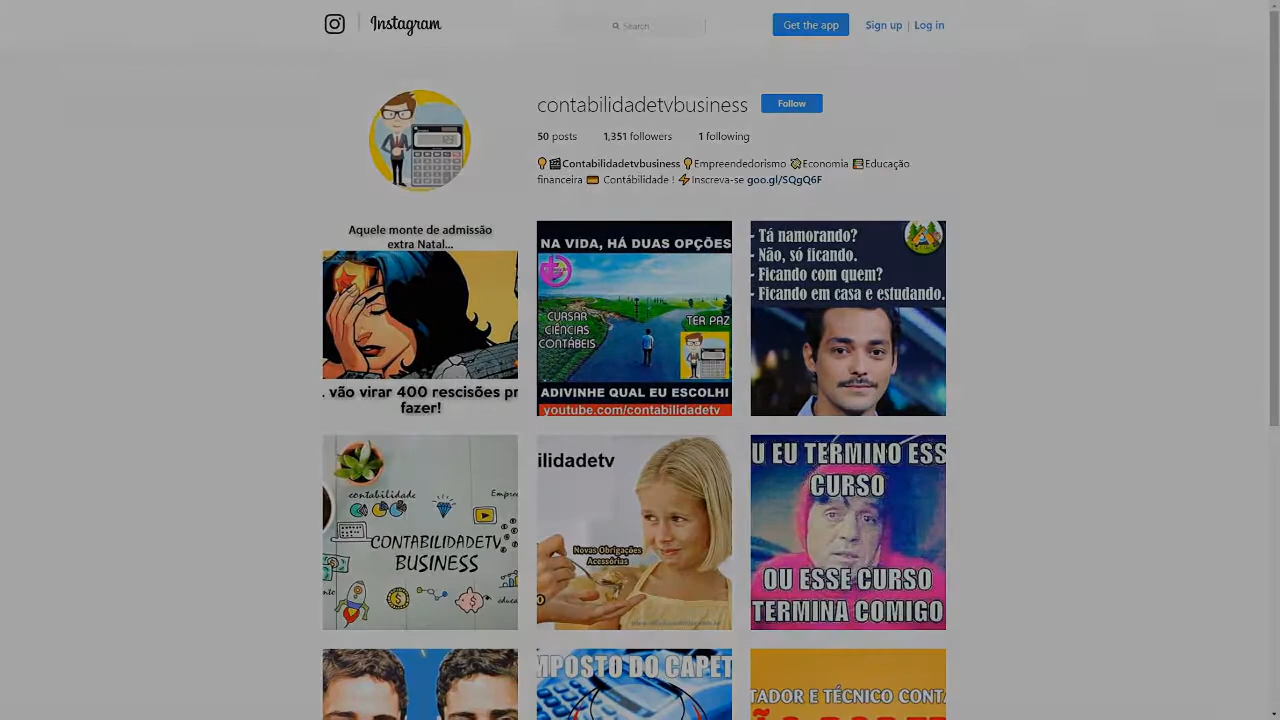 Instagram
Search
Get the app
Sign up | Log in
contabilidadetvbusiness
Follow
50 posts 1,351 followers 1 following
Contabilidadetvbusiness Empreendedorismo Economia Educação
financeira Contábilidade ! Inscreva-se goo.gl/SQgQ6F
Aquele monte de admissão
extra Natal...
. vão virar 400 rescisões pr
fazer!
NA VIDA, HÁ DUAS OPÇÕES
CURSAR
CIÊNCIAS
CONTÁBEIS
TER PAZ
ADIVINHE QUAL EU ESCOLHI
youtube.com/contabilidadetv
- Tá namorando?
- Não, só ficando.
- Ficando com quem?
- Ficando em casa e estudando.
contabilidade
Empre
CONTABILIDADETV
BUSINESS
educa
ilidadetv
Novas Obrigações
Acessórias
U EU TERMINO ESS
CURSO
OU ESSE CURSO
TERMINA COMIGO
MPOSTO DO CAPET
TADOR E TÉCNICO CONTA